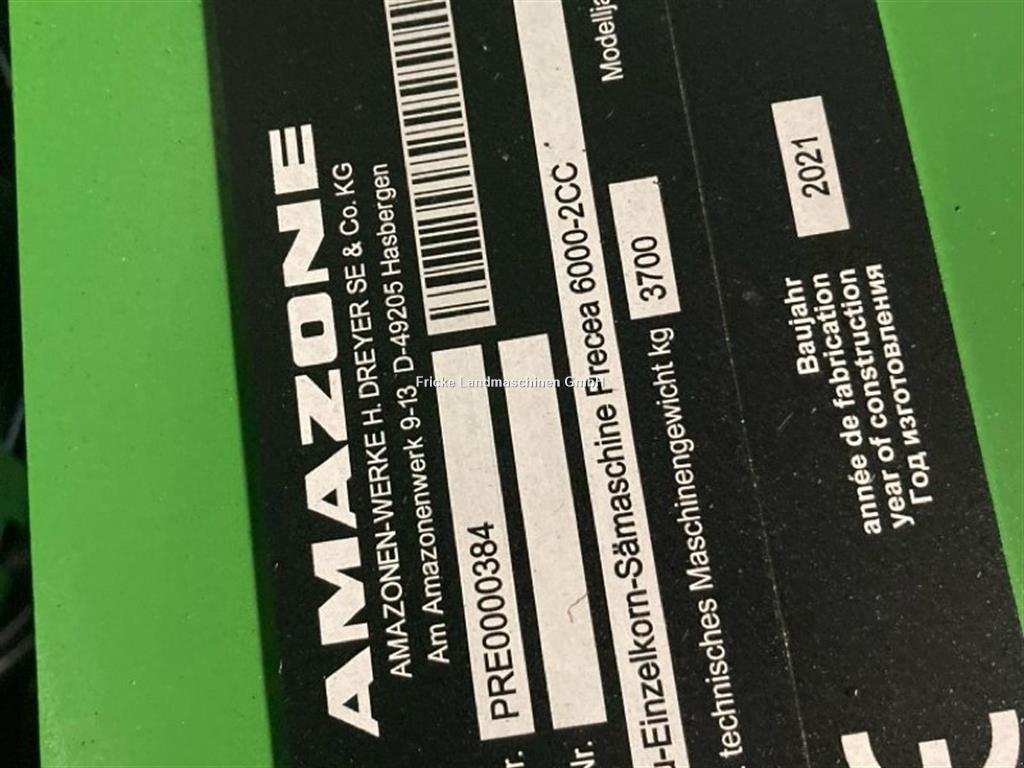 AMAZONE
AMAZONEN-WERKE H. DREYER SE & Co. KG
Am Amazonenwerk 9-13 D-49205 Hasbergen
PRE0000384
-Einzelkorn-Sämaschine Precea 6000-2CC
technisches Maschinengewicht kg 3700
Baujahr 2021
année de fabrication
year of construction
Год изготовления
Fricke Landmaschinen GmbH